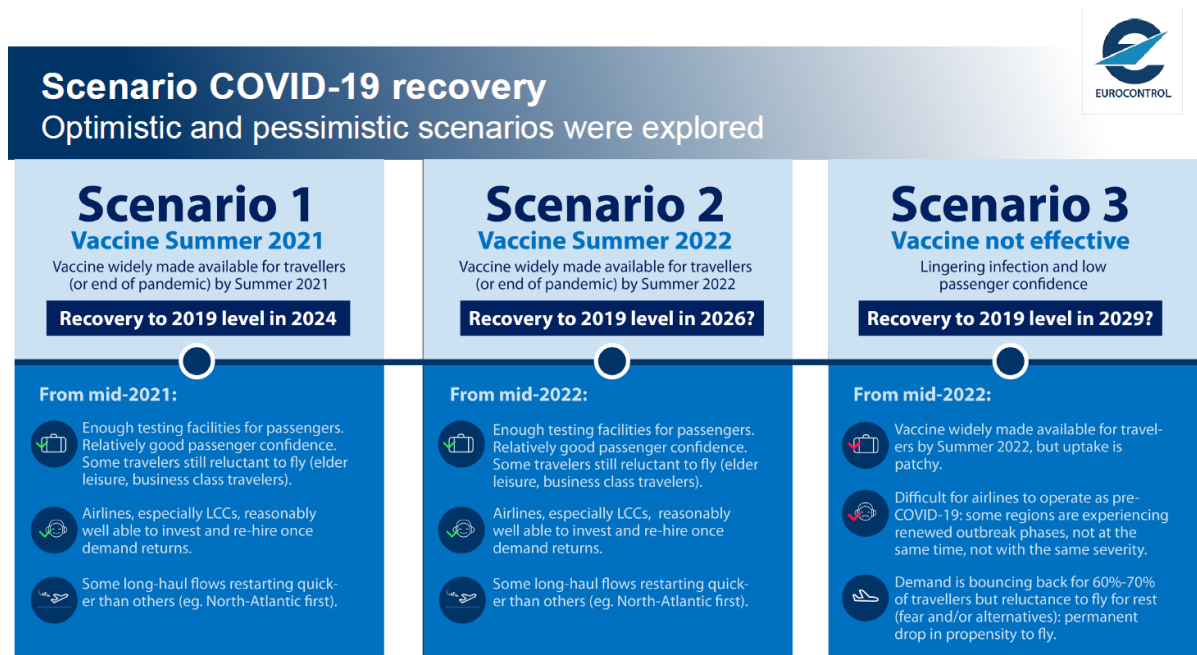 Scenario COVID-19 recovery
Optimistic and pessimistic scenarios were explored
EUROCONTROL
Scenario 1
Vaccine Summer 2021
Vaccine widely made available for travellers
(or end of pandemic) by Summer 2021
Recovery to 2019 level in 2024
From mid-2021:
Enough testing facilities for passengers.
Relatively good passenger confidence.
Some travelers still reluctant to fly (elder
leisure, business class travelers).
Airlines, especially LCCs, reasonably
well able to invest and re-hire once
demand returns.
Some long-haul flows restarting quick-
er than others (eg. North-Atlantic first).
Scenario 2
Vaccine Summer 2022
Vaccine widely made available for travellers
(or end of pandemic) by Summer 2022
Recovery to 2019 level in 2026?
From mid-2022:
Enough testing facilities for passengers.
Relatively good passenger confidence.
Some travelers still reluctant to fly (elder
leisure, business class travelers).
Airlines, especially LCCs, reasonably
well able to invest and re-hire once
demand returns.
Some long-haul flows restarting quick-
er than others (eg. North-Atlantic first).
Scenario 3
Vaccine not effective
Lingering infection and low
passenger confidence
Recovery to 2019 level in 2029?
From mid-2022:
Vaccine widely made available for travel-
ers by Summer 2022, but uptake is
patchy.
Difficult for airlines to operate as pre-
COVID-19: some regions are experiencing
renewed outbreak phases, not at the
same time, not with the same severity.
Demand is bouncing back for 60%-70%
of travellers but reluctance to fly for rest
(fear and/or alternatives): permanent
drop in propensity to fly.